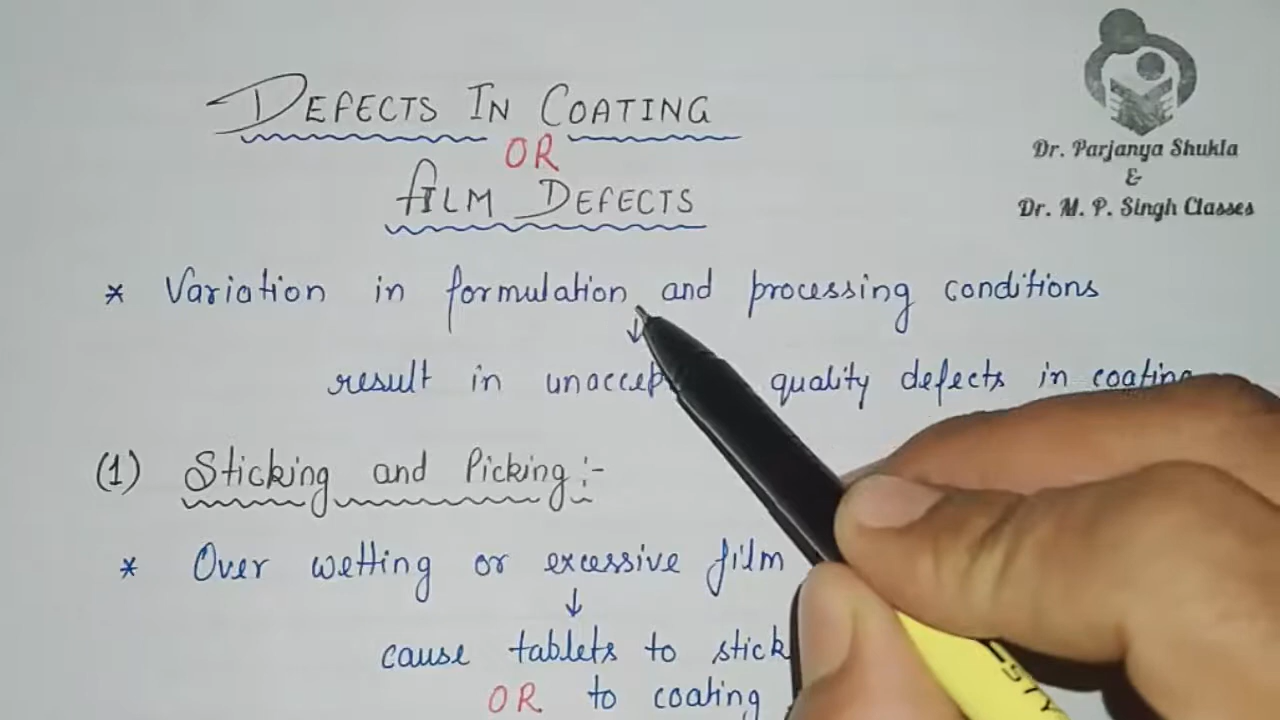 DEFECTS IN COATING
OR
FILM DEFECTS
* Variation in formulation and processing conditions
↓
result in quality defects in coating
(1) Sticking and Picking :-
* Over wetting or excessive film
↓
cause tablets to stick
OR to coating
Dr. Parjanya Shukla
&
Dr. M. P. Singh Classes